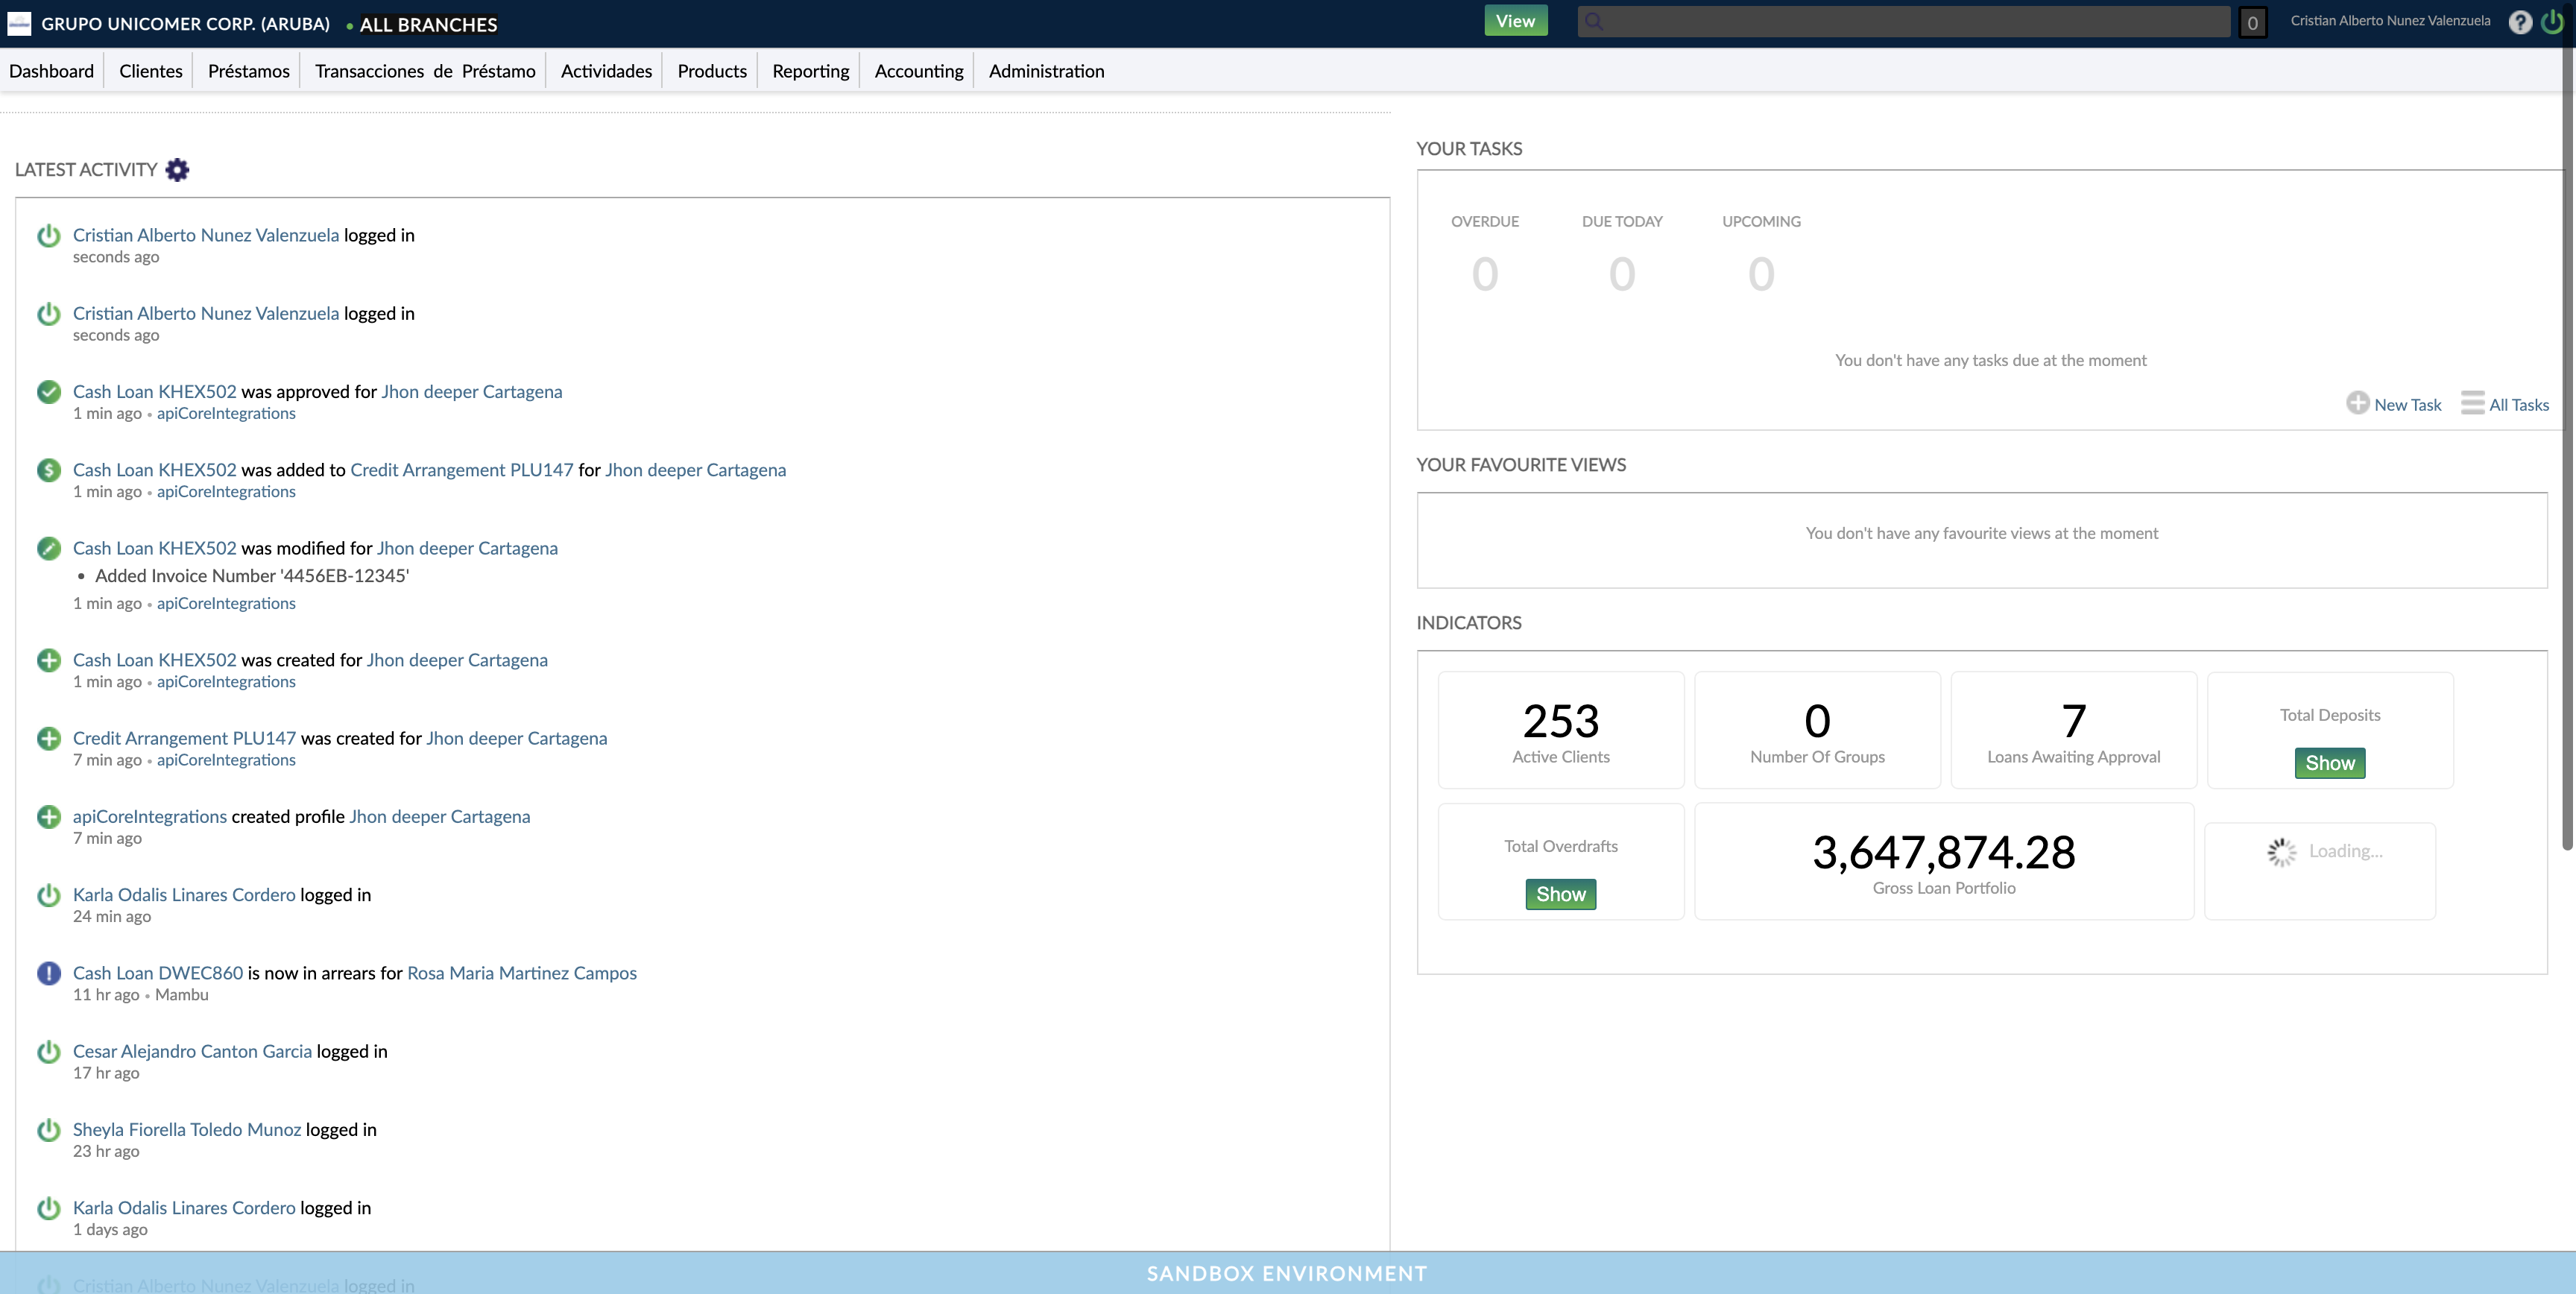 GRUPO UNICOMER CORP. (ARUBA) • ALL BRANCHES
View
0
Cristian Alberto Nunez Valenzuela
?
Dashboard
Clientes
Préstamos
Transacciones de Préstamo
Actividades
Products
Reporting
Accounting
Administration
LATEST ACTIVITY
Cristian Alberto Nunez Valenzuela logged in
seconds ago
Cristian Alberto Nunez Valenzuela logged in
seconds ago
Cash Loan KHEX502 was approved for Jhon deeper Cartagena
1 min ago • apiCoreIntegrations
Cash Loan KHEX502 was added to Credit Arrangement PLU147 for Jhon deeper Cartagena
1 min ago • apiCoreIntegrations
Cash Loan KHEX502 was modified for Jhon deeper Cartagena
• Added Invoice Number '4456EB-12345'
1 min ago • apiCoreIntegrations
Cash Loan KHEX502 was created for Jhon deeper Cartagena
1 min ago • apiCoreIntegrations
Credit Arrangement PLU147 was created for Jhon deeper Cartagena
7 min ago • apiCoreIntegrations
apiCoreIntegrations created profile Jhon deeper Cartagena
7 min ago
Karla Odalis Linares Cordero logged in
24 min ago
Cash Loan DWEC860 is now in arrears for Rosa Maria Martinez Campos
11 hr ago • Mambu
Cesar Alejandro Canton Garcia logged in
17 hr ago
Sheyla Fiorella Toledo Munoz logged in
23 hr ago
Karla Odalis Linares Cordero logged in
1 days ago
Cristian Alberto Nunez Valenzuela logged in
YOUR TASKS
OVERDUE
DUE TODAY
UPCOMING
0
0
0
You don't have any tasks due at the moment
New Task
All Tasks
YOUR FAVOURITE VIEWS
You don't have any favourite views at the moment
INDICATORS
253
Active Clients
0
Number Of Groups
7
Loans Awaiting Approval
Total Deposits
Show
Total Overdrafts
Show
3,647,874.28
Gross Loan Portfolio
Loading...
SANDBOX ENVIRONMENT